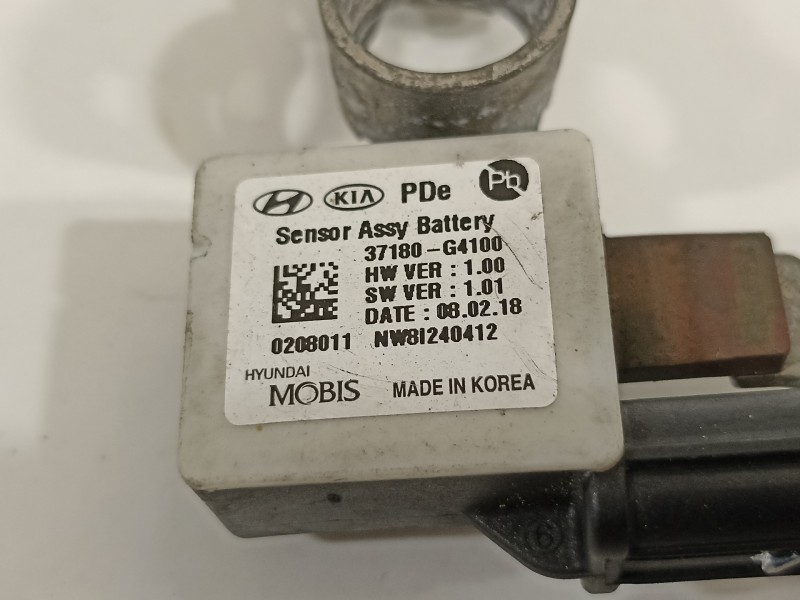 KIA PDe Pb
Sensor Assy Battery
37180-G4100
HW VER : 1.00
SW VER : 1.01
DATE : 08.02.18
0208011 NW8I240412
HYUNDAI
MOBIS MADE IN KOREA
6